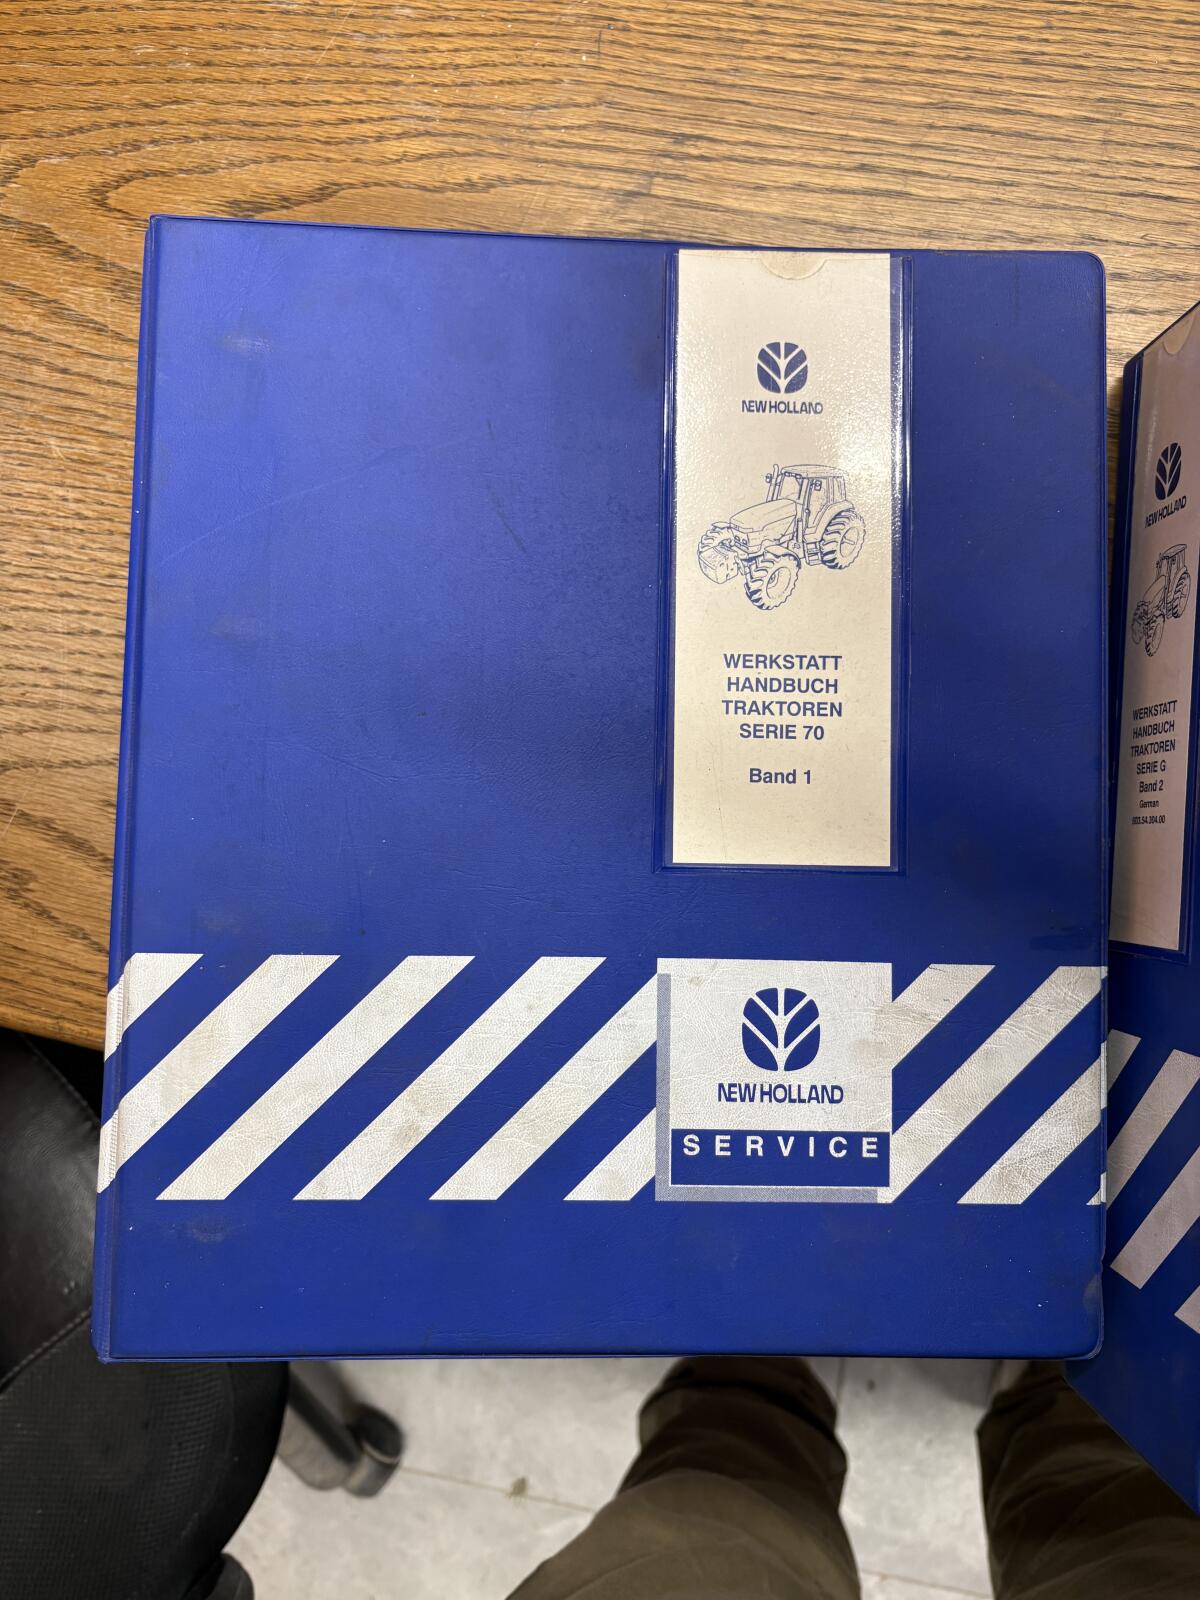 NEW HOLLAND
WERKSTATT
HANDBUCH
TRAKTOREN
SERIE 70
Band 1
NEW HOLLAND
SERVICE
NEW HOLLAND
WERKSTATT
HANDBUCH
TRAKTOREN
SERIE G
Band 2
German